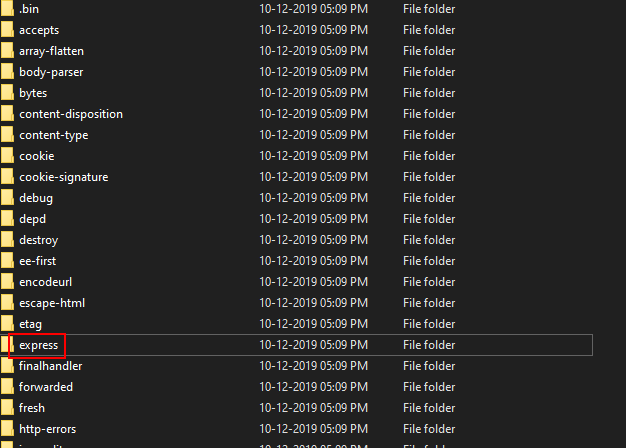 .bin 10-12-2019 05:09 PM File folder
accepts 10-12-2019 05:09 PM File folder
array-flatten 10-12-2019 05:09 PM File folder
body-parser 10-12-2019 05:09 PM File folder
bytes 10-12-2019 05:09 PM File folder
content-disposition 10-12-2019 05:09 PM File folder
content-type 10-12-2019 05:09 PM File folder
cookie 10-12-2019 05:09 PM File folder
cookie-signature 10-12-2019 05:09 PM File folder
debug 10-12-2019 05:09 PM File folder
depd 10-12-2019 05:09 PM File folder
destroy 10-12-2019 05:09 PM File folder
ee-first 10-12-2019 05:09 PM File folder
encodeurl 10-12-2019 05:09 PM File folder
escape-html 10-12-2019 05:09 PM File folder
etag 10-12-2019 05:09 PM File folder
express 10-12-2019 05:09 PM File folder
finalhandler 10-12-2019 05:09 PM File folder
forwarded 10-12-2019 05:09 PM File folder
fresh 10-12-2019 05:09 PM File folder
http-errors 10-12-2019 05:09 PM File folder